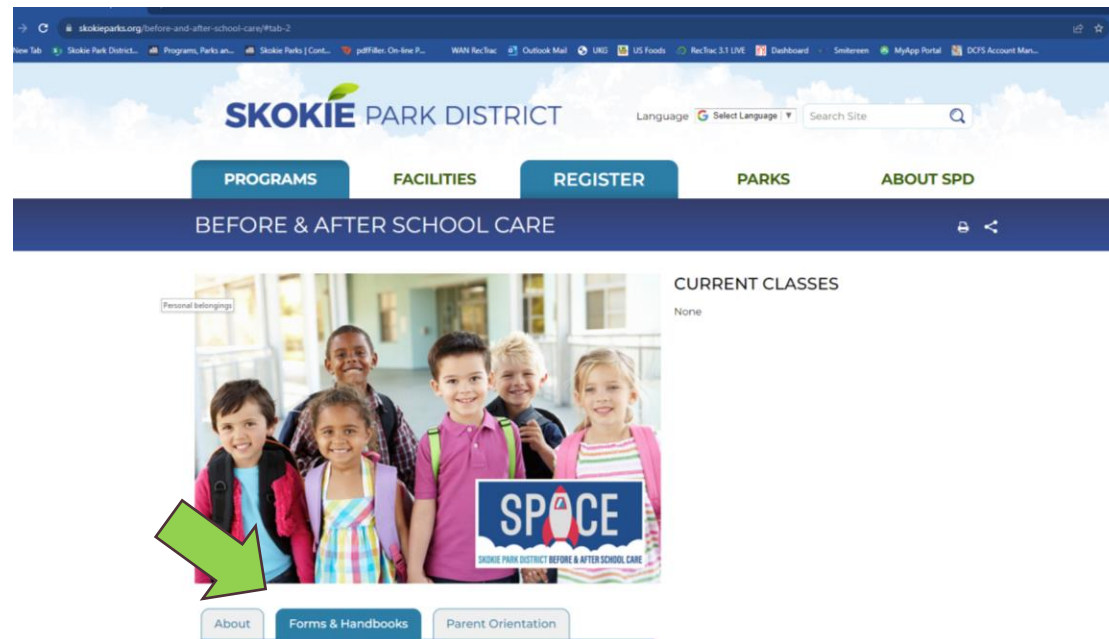 skokieparks.org/before-and-after-school-care/#tab-2
New Tab Skokie Park District... Programs, Parks an... Skokie Parks | Cont... pdfFiller. On-line P... WAN RecTrac Outlook Mail UKG US Foods RecTrac 3.1 LIVE Dashboard Smitereen MyApp Portal DCFS Account Man...
SKOKIE PARK DISTRICT
Language Select Language ▼ Search Site
PROGRAMS FACILITIES REGISTER PARKS ABOUT SPD
BEFORE & AFTER SCHOOL CARE
CURRENT CLASSES
None
Personal belongings
SPACE
SKOKIE PARK DISTRICT BEFORE & AFTER SCHOOL CARE
About Forms & Handbooks Parent Orientation